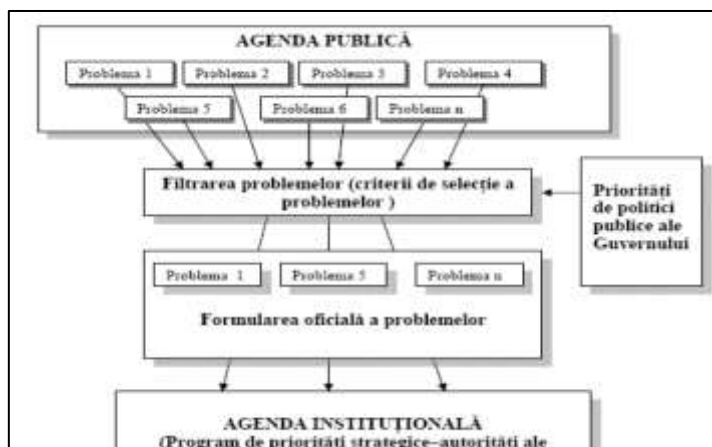 AGENDA PUBLICĂ
Problema 1
Problema 2
Problema 3
Problema 4
Problema 5
Problema 6
Problema n
Filtrarea problemelor (criterii de selecție a
problemelor )
Priorități
de politici
publice ale
Guvernului
Problema 1
Problema 5
Problema n
Formularea oficială a problemelor
AGENDA INSTITUȚIONALĂ
(Program de priorități strategice–autorități ale